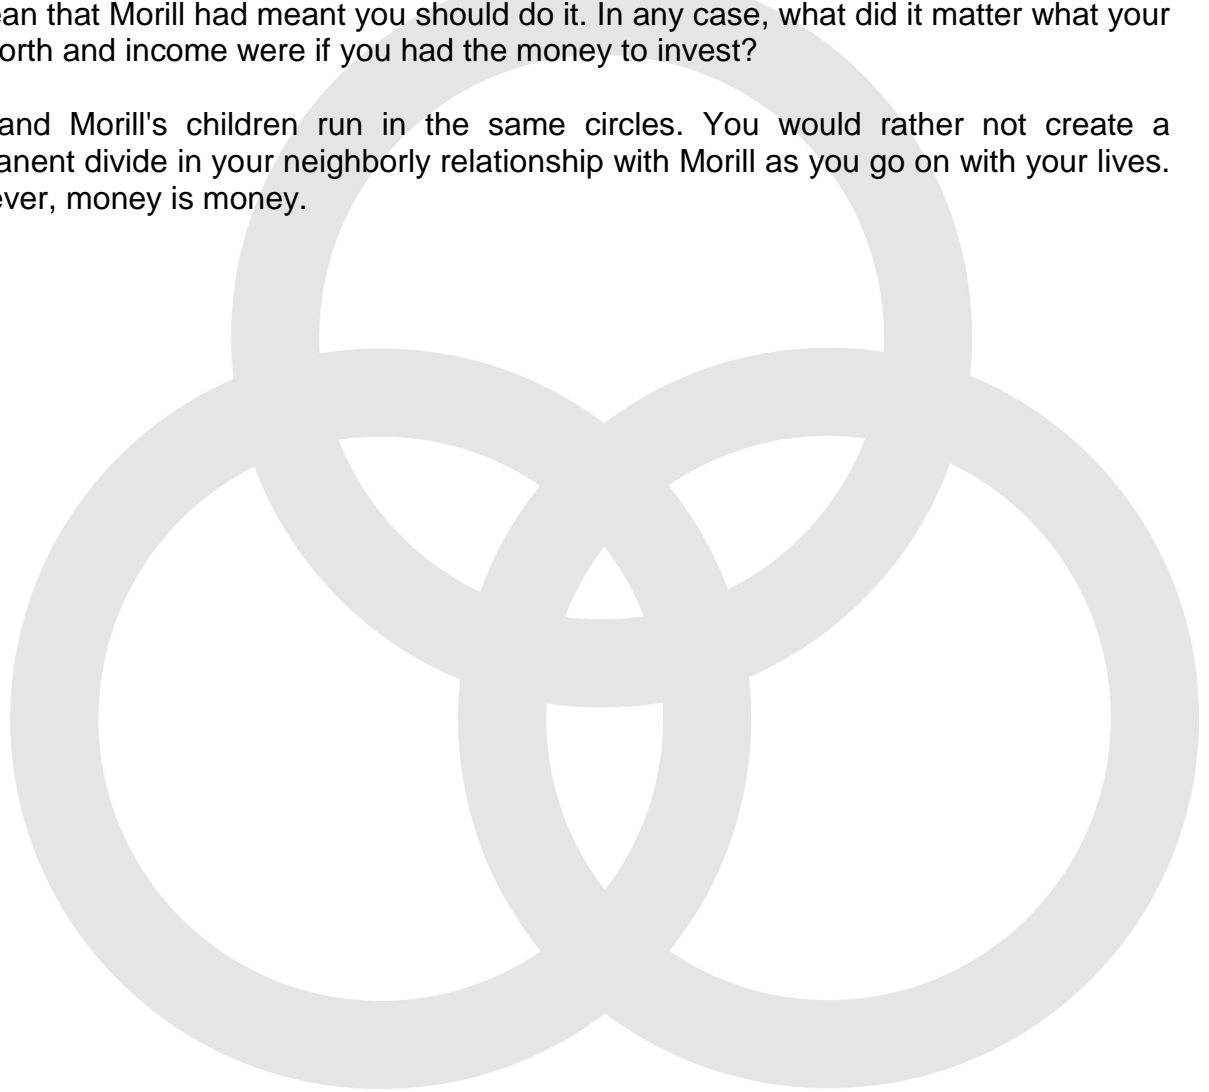 ean that Morill had meant you should do it. In any case, what did it matter what your
orth and income were if you had the money to invest?
and Morill's children run in the same circles. You would rather not create a
anent divide in your neighborly relationship with Morill as you go on with your lives.
ever, money is money.